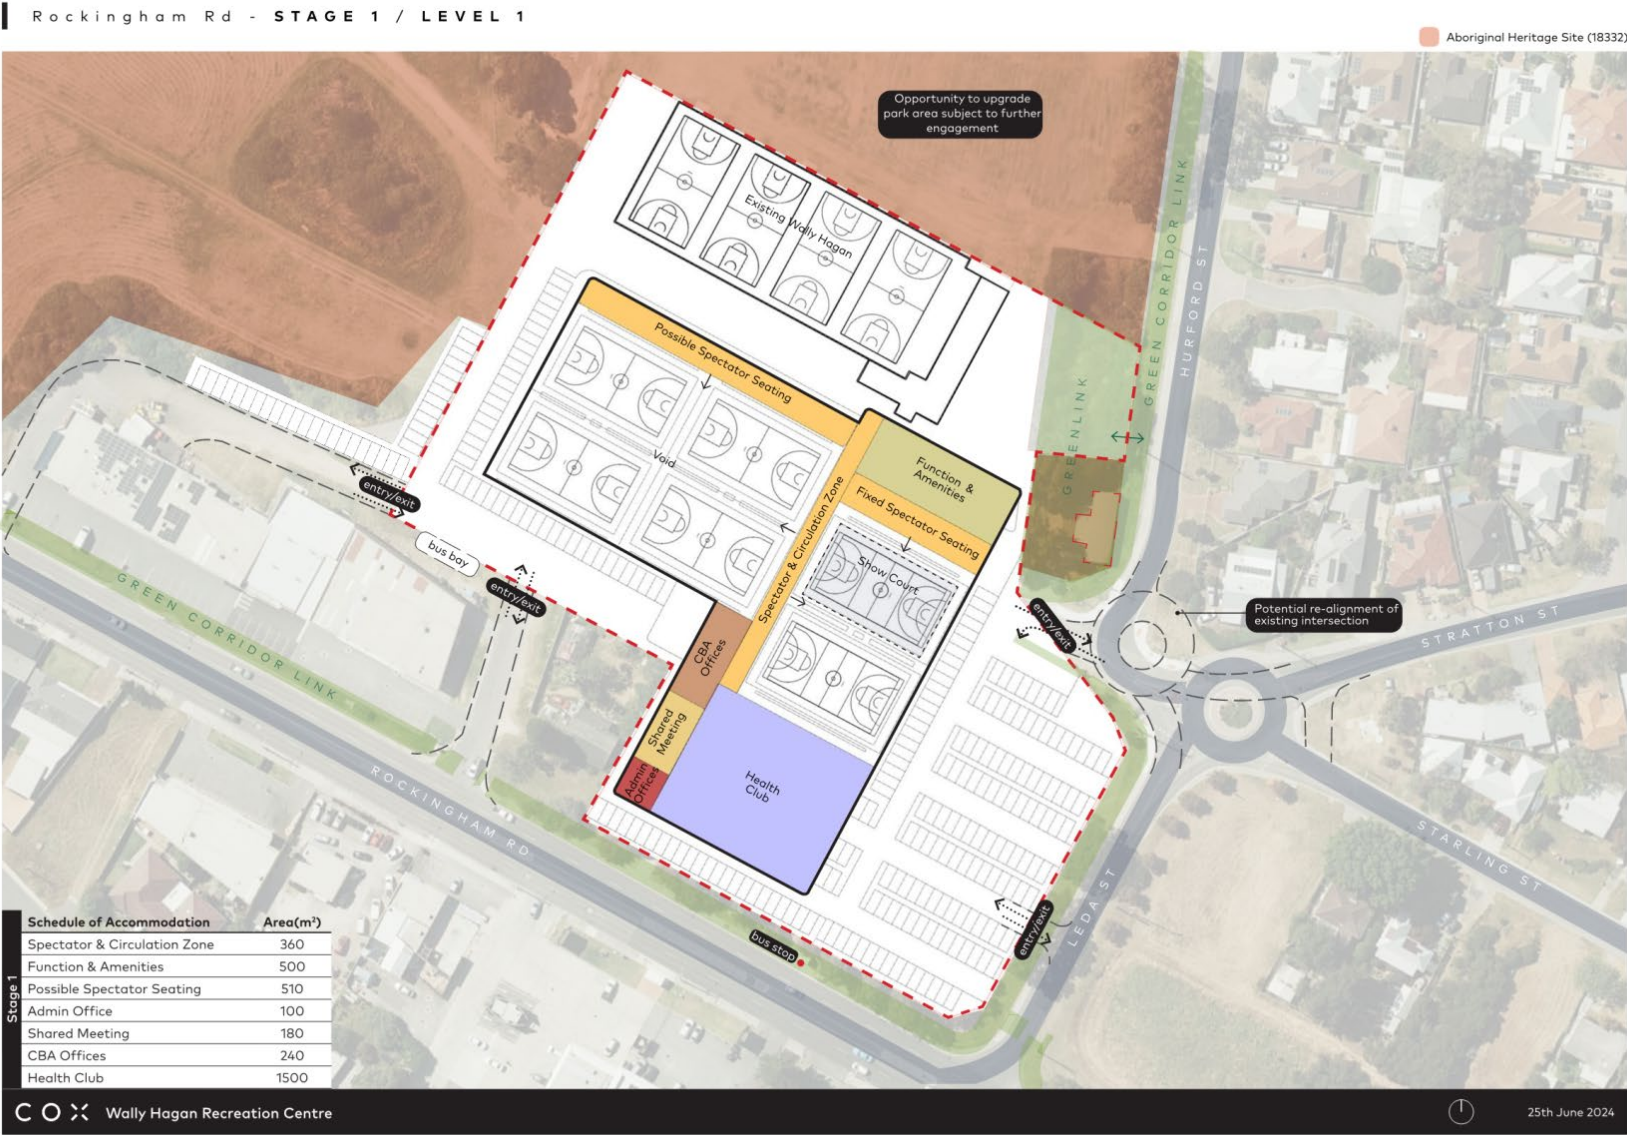 Rockingham Rd - STAGE 1 / LEVEL 1
Aboriginal Heritage Site (18332)
Opportunity to upgrade
park area subject to further
engagement
Existing Wally Hagan
GREEN CORRIDOR LINK
HURFORD ST
Possible Spectator Seating
GREENLINK
Void
Function &
Amenities
Fixed Spectator Seating
Spectator & Circulation Zone
Show Court
entry/exit
bus bay
entry/exit
entry/exit
Potential re-alignment of
existing intersection
STRATTON ST
GREEN CORRIDOR LINK
CBA
Offices
Shared
Meeting
Admin
Offices
Health
Club
ROCKINGHAM RD
STARLING ST
LEDA ST
entry/exit
bus stop
Stage 1
Schedule of Accommodation Area(m²)
Spectator & Circulation Zone 360
Function & Amenities 500
Possible Spectator Seating 510
Admin Office 100
Shared Meeting 180
CBA Offices 240
Health Club 1500
COX Wally Hagan Recreation Centre
25th June 2024